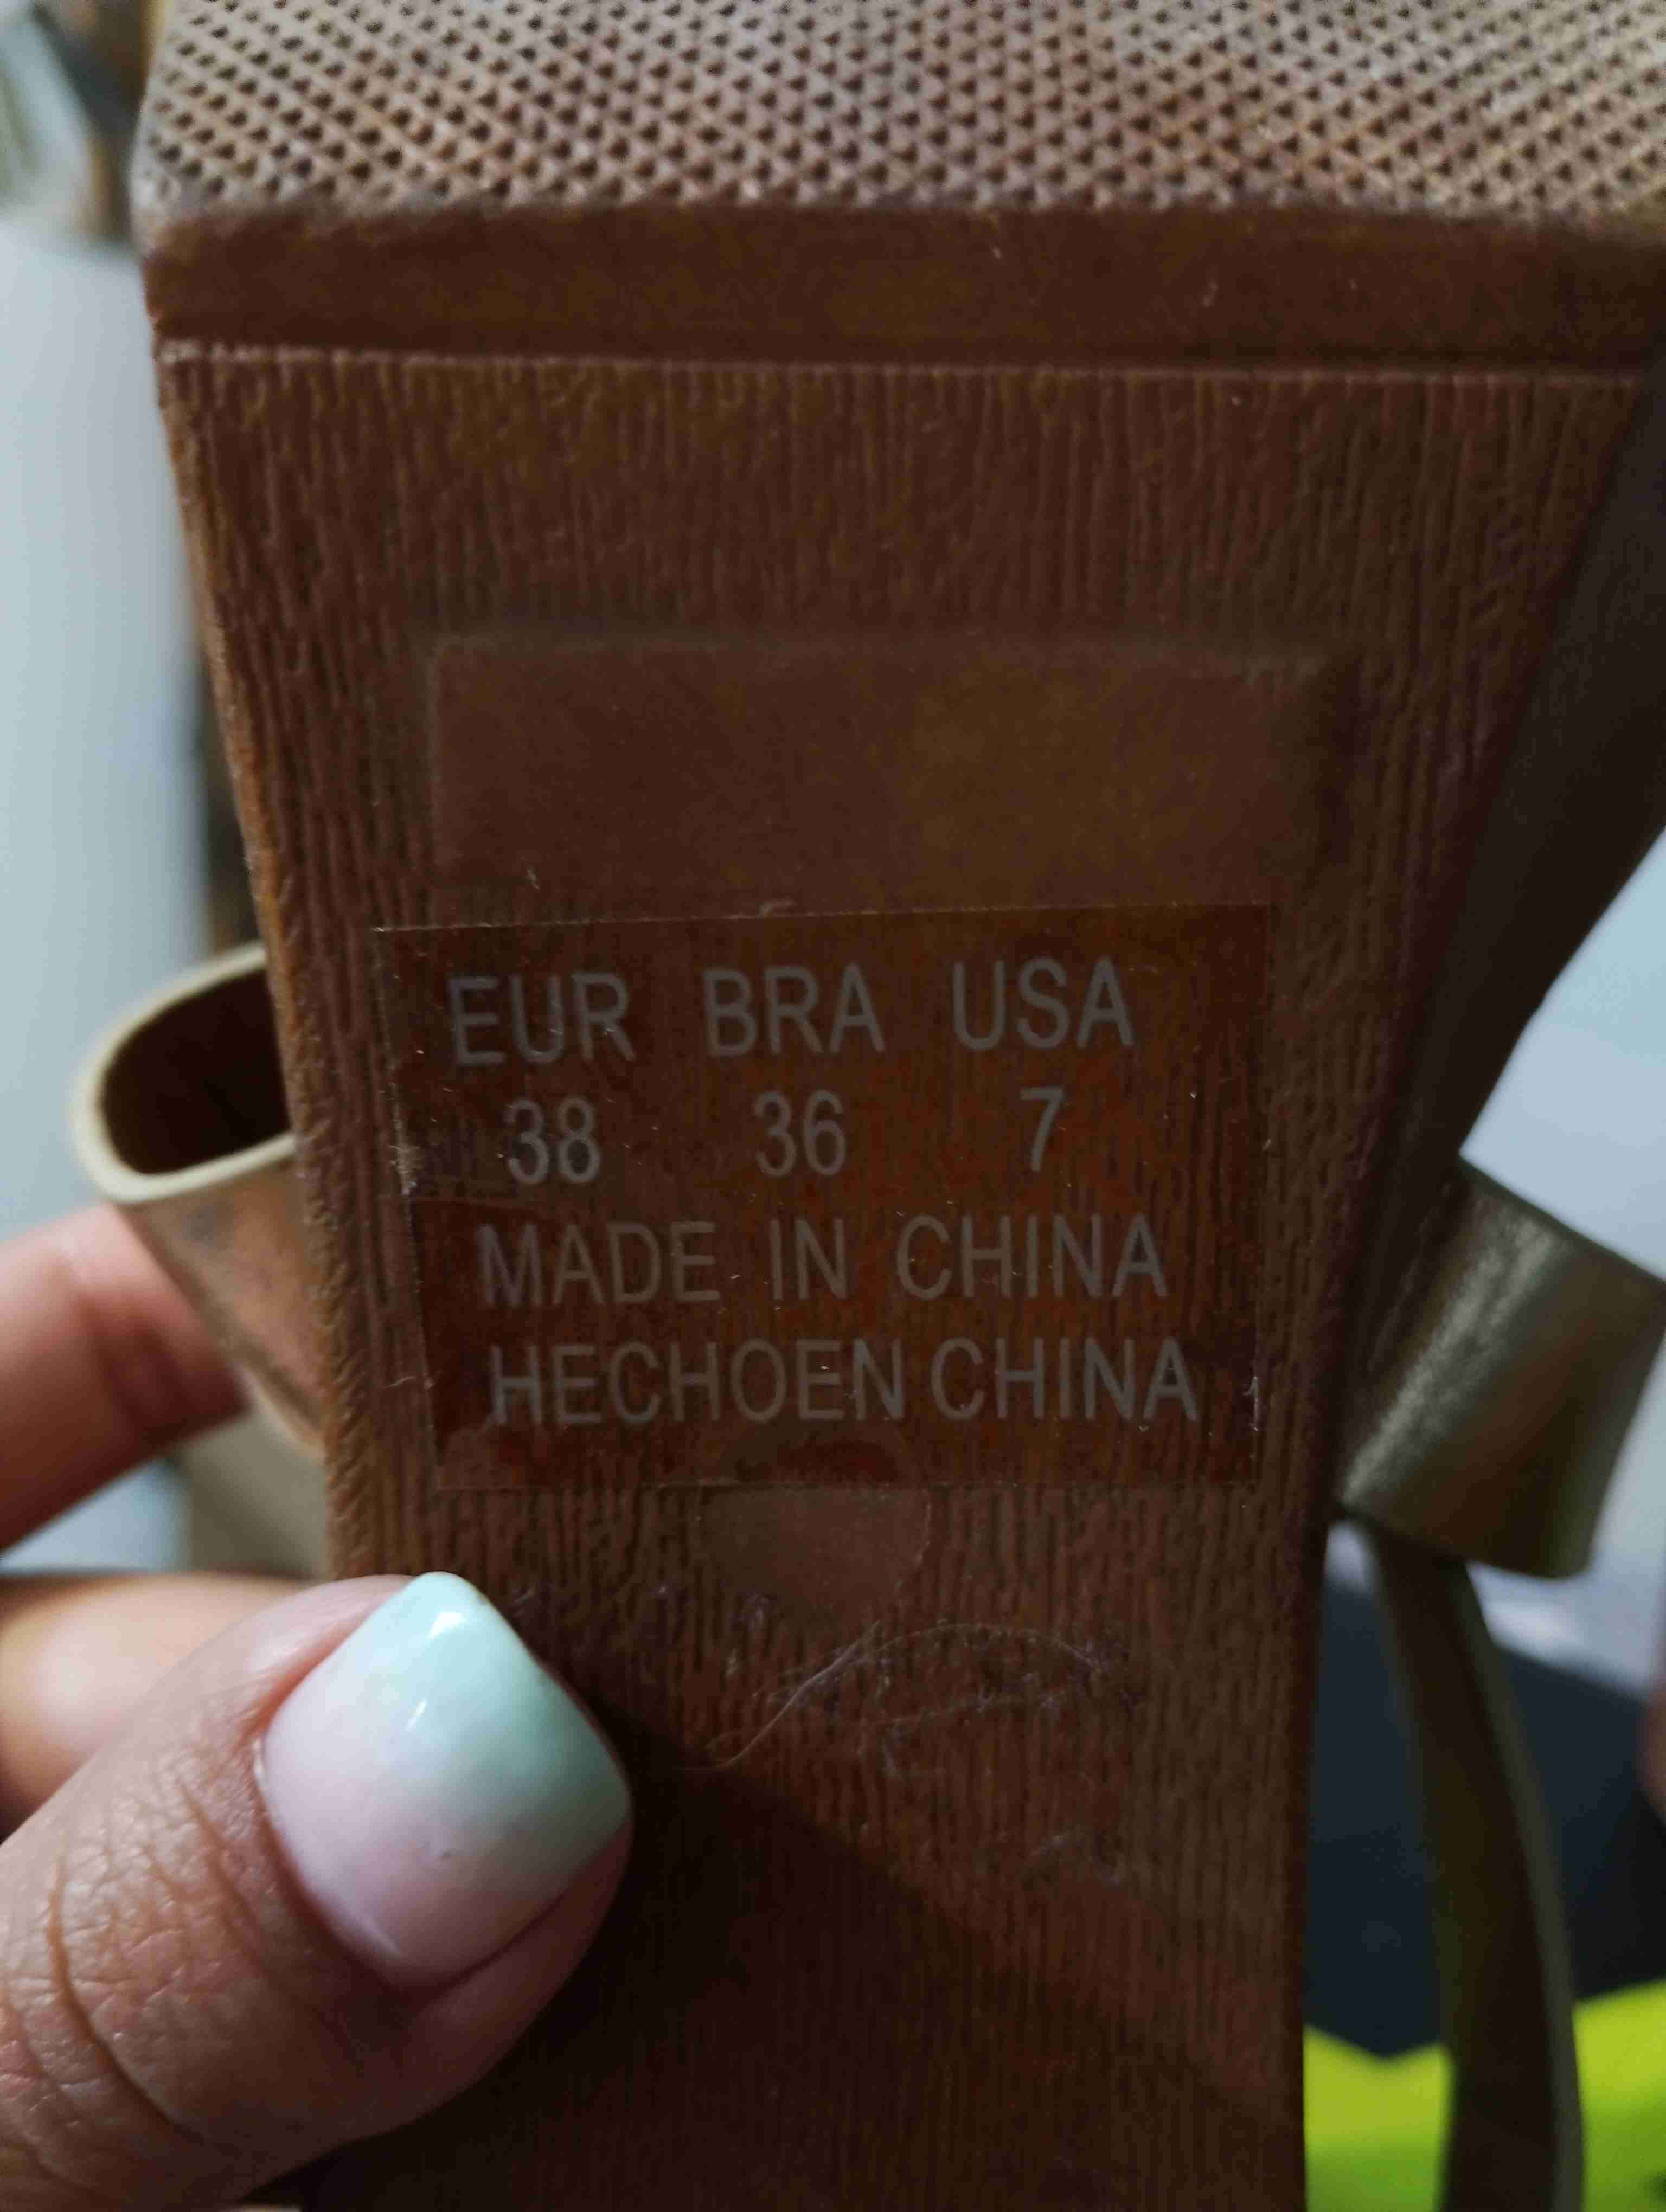 EUR BRA USA
38 36 7
MADE IN CHINA
HECHOEN CHINA